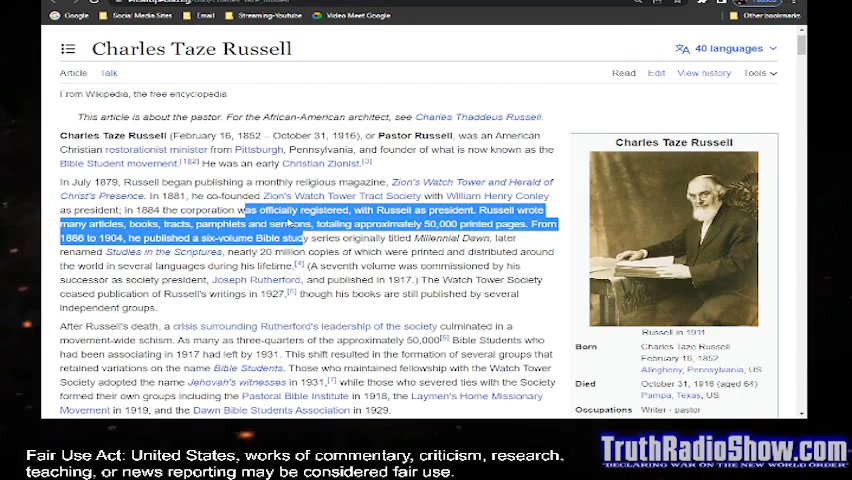 Google
Social Media Sites
Email
Streaming-Youtube
Video Meet Google
Other bookmarks
Charles Taze Russell
40 languages
Article Talk
Read Edit View history Tools
From Wikipedia, the free encyclopedia
This article is about the pastor. For the African-American architect, see Charles Thaddeus Russell.
Charles Taze Russell (February 16, 1852 – October 31, 1916), or Pastor Russell, was an American
Christian restorationist minister from Pittsburgh, Pennsylvania, and founder of what is now known as the
Bible Student movement.[1][2] He was an early Christian Zionist.[3]
In July 1879, Russell began publishing a monthly religious magazine, Zion's Watch Tower and Herald of
Christ's Presence. In 1881, he co-founded Zion's Watch Tower Tract Society with William Henry Conley
as president; in 1884 the corporation was officially registered, with Russell as president. Russell wrote
many articles, books, tracts, pamphlets and sermons, totaling approximately 50,000 printed pages. From
1886 to 1904, he published a six-volume Bible study series originally titled Millennial Dawn, later
renamed Studies in the Scriptures, nearly 20 million copies of which were printed and distributed around
the world in several languages during his lifetime.[4] (A seventh volume was commissioned by his
successor as society president, Joseph Rutherford, and published in 1917.) The Watch Tower Society
ceased publication of Russell's writings in 1927,[5] though his books are still published by several
independent groups.
After Russell's death, a crisis surrounding Rutherford's leadership of the society culminated in a
movement-wide schism. As many as three-quarters of the approximately 50,000[6] Bible Students who
had been associating in 1917 had left by 1931. This shift resulted in the formation of several groups that
retained variations on the name Bible Students. Those who maintained fellowship with the Watch Tower
Society adopted the name Jehovah's witnesses in 1931,[7] while those who severed ties with the Society
formed their own groups including the Pastoral Bible Institute in 1918, the Laymen's Home Missionary
Movement in 1919, and the Dawn Bible Students Association in 1929.
Charles Taze Russell
Russell in 1911
Born Charles Taze Russell
February 16, 1852
Allegheny, Pennsylvania, US
Died October 31, 1916 (aged 64)
Pampa, Texas, US
Occupations Writer · pastor
Fair Use Act: United States, works of commentary, criticism, research,
teaching, or news reporting may be considered fair use.
TruthRadioShow.com
"DECLARING WAR ON THE NEW WORLD ORDER"